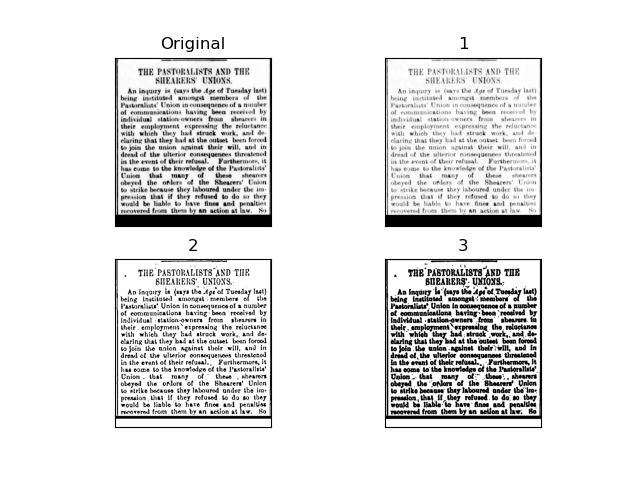 Original
THE PASTORALISTS AND THE
SHEARERS' UNIONS.
An inquiry is (says the Age of Tuesday last)
being instituted amongst members of the
Pastoralists' Union in consequence of a number
of communications having been received by
individual station-owners from shearers in
their employment expressing the reluctance
with which they had struck work, and de-
claring that they had at the outset been forced
to join the union against their will, and in
dread of the ulterior consequences threatened
in the event of their refusal. Furthermore, it
has come to the knowledge of the Pastoralists'
Union that many of these shearers
obeyed the orders of the Shearers' Union
to strike because they laboured under the im-
pression that if they refused to do so they
would be liable to have fines and penalties
recovered from them by an action at law. So
1
THE PASTORALISTS AND THE
SHEARERS' UNIONS.
An inquiry is (says the Age of Tuesday last)
being instituted amongst members of the
Pastoralists' Union in consequence of a number
of communications having been received by
individual station-owners from shearers in
their employment expressing the reluctance
with which they had struck work, and de-
claring that they had at the outset been forced
to join the union against their will, and in
dread of the ulterior consequences threatened
in the event of their refusal. Furthermore, it
has come to the knowledge of the Pastoralists'
Union that many of these shearers
obeyed the orders of the Shearers' Union
to strike because they laboured under the im-
pression that if they refused to do so they
would be liable to have fines and penalties
recovered from them by an action at law. So
2
THE PASTORALISTS AND THE
SHEARERS' UNIONS.
An inquiry is (says the Age of Tuesday last)
being instituted amongst members of the
Pastoralists' Union in consequence of a number
of communications having been received by
individual station-owners from shearers in
their employment expressing the reluctance
with which they had struck work, and de-
claring that they had at the outset been forced
to join the union against their will, and in
dread of the ulterior consequences threatened
in the event of their refusal. Furthermore, it
has come to the knowledge of the Pastoralists'
Union that many of these shearers
obeyed the orders of the Shearers' Union
to strike because they laboured under the im-
pression that if they refused to do so they
would be liable to have fines and penalties
recovered from them by an action at law. So
3
THE PASTORALISTS AND THE
SHEARERS' UNIONS.
An inquiry is (says the Age of Tuesday last)
being instituted amongst members of the
Pastoralists' Union in consequence of a number
of communications having been received by
individual station-owners from shearers in
their employment expressing the reluctance
with which they had struck work, and de-
claring that they had at the outset been forced
to join the union against their will, and in
dread of the ulterior consequences threatened
in the event of their refusal. Furthermore, it
has come to the knowledge of the Pastoralists'
Union that many of these shearers
obeyed the orders of the Shearers' Union
to strike because they laboured under the im-
pression that if they refused to do so they
would be liable to have fines and penalties
recovered from them by an action at law. So